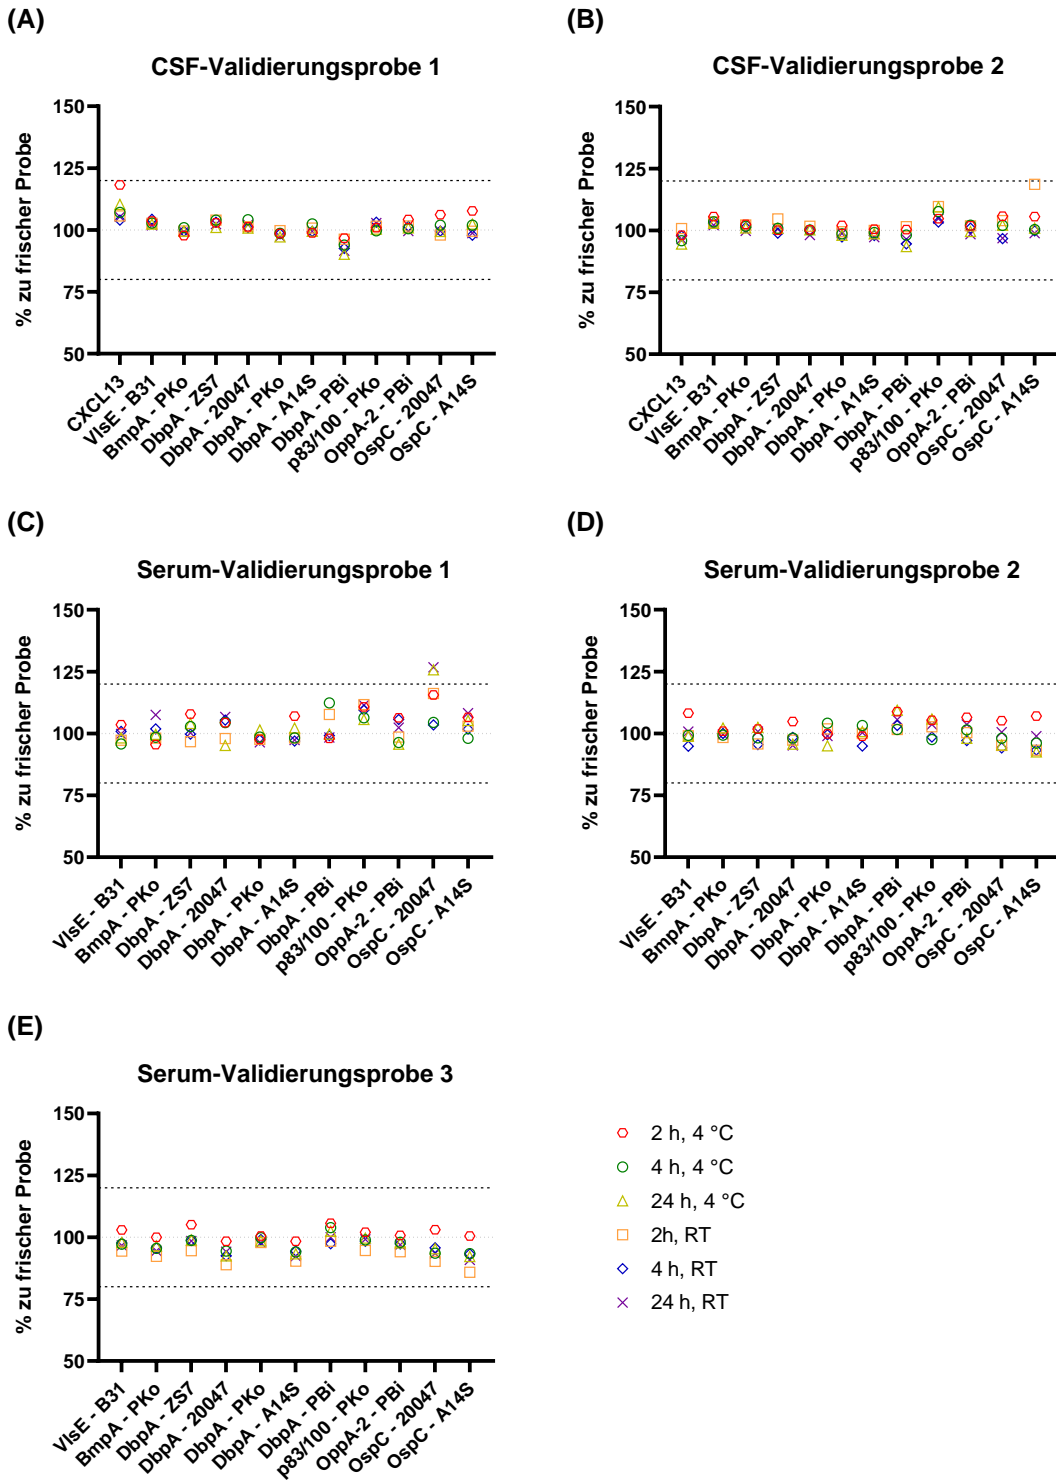 (A)
CSF-Validierungsprobe 1
% zu frischer Probe
150
125
100
75
50
CXCL13
VlsE - B31
BmpA - PKo
DbpA - ZS7
DbpA - 20047
DbpA - PKo
DbpA - A14S
DbpA - PBi
p83/100 - PKo
OppA-2 - PBi
OspC - 20047
OspC - A14S
(B)
CSF-Validierungsprobe 2
% zu frischer Probe
150
125
100
75
50
CXCL13
VlsE - B31
BmpA - PKo
DbpA - ZS7
DbpA - 20047
DbpA - PKo
DbpA - A14S
DbpA - PBi
p83/100 - PKo
OppA-2 - PBi
OspC - 20047
OspC - A14S
(C)
Serum-Validierungsprobe 1
% zu frischer Probe
150
125
100
75
50
VlsE - B31
BmpA - PKo
DbpA - ZS7
DbpA - 20047
DbpA - PKo
DbpA - A14S
DbpA - PBi
p83/100 - PKo
OppA-2 - PBi
OspC - 20047
OspC - A14S
(D)
Serum-Validierungsprobe 2
% zu frischer Probe
150
125
100
75
50
VlsE - B31
BmpA - PKo
DbpA - ZS7
DbpA - 20047
DbpA - PKo
DbpA - A14S
DbpA - PBi
p83/100 - PKo
OppA-2 - PBi
OspC - 20047
OspC - A14S
(E)
Serum-Validierungsprobe 3
% zu frischer Probe
150
125
100
75
50
VlsE - B31
BmpA - PKo
DbpA - ZS7
DbpA - 20047
DbpA - PKo
DbpA - A14S
DbpA - PBi
p83/100 - PKo
OppA-2 - PBi
OspC - 20047
OspC - A14S
2 h, 4 °C
4 h, 4 °C
24 h, 4 °C
2h, RT
4 h, RT
24 h, RT